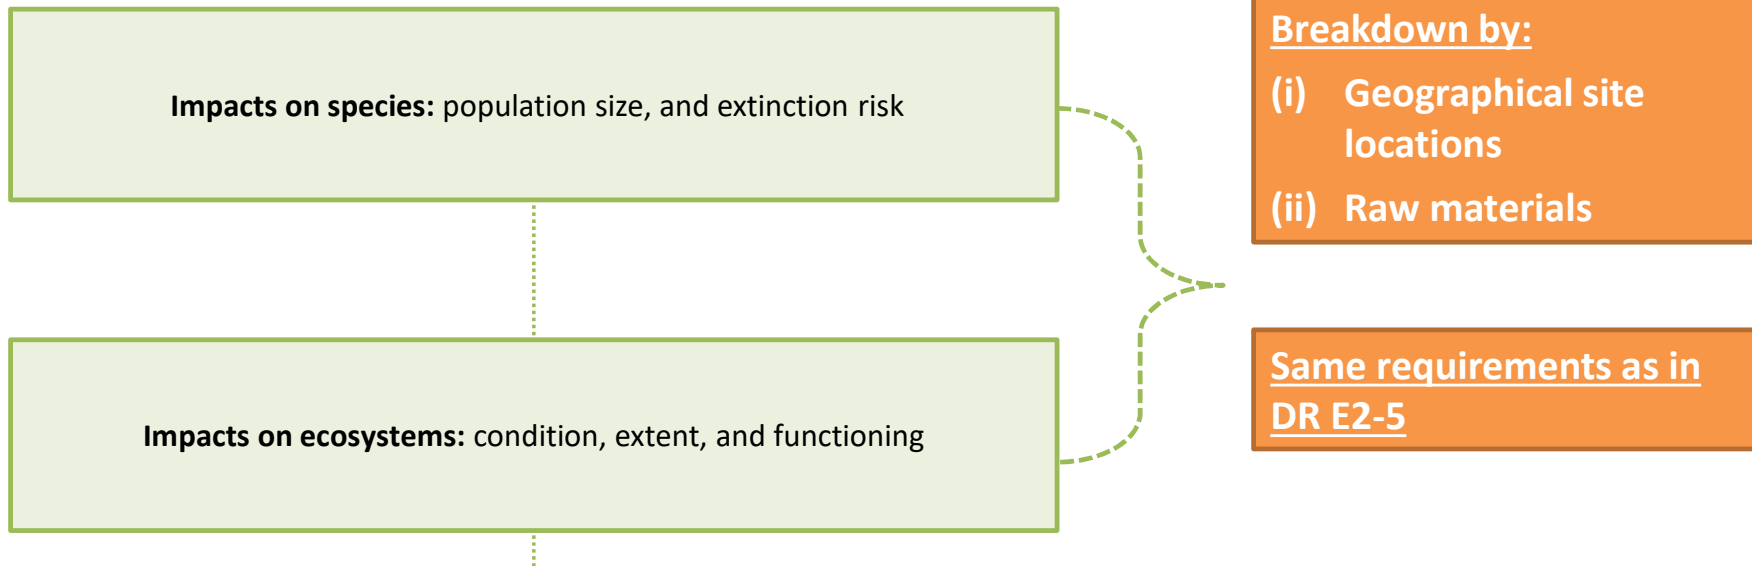 Impacts on species: population size, and extinction risk
Impacts on ecosystems: condition, extent, and functioning
Breakdown by:
(i) Geographical site
locations
(ii) Raw materials
Same requirements as in
DR E2-5